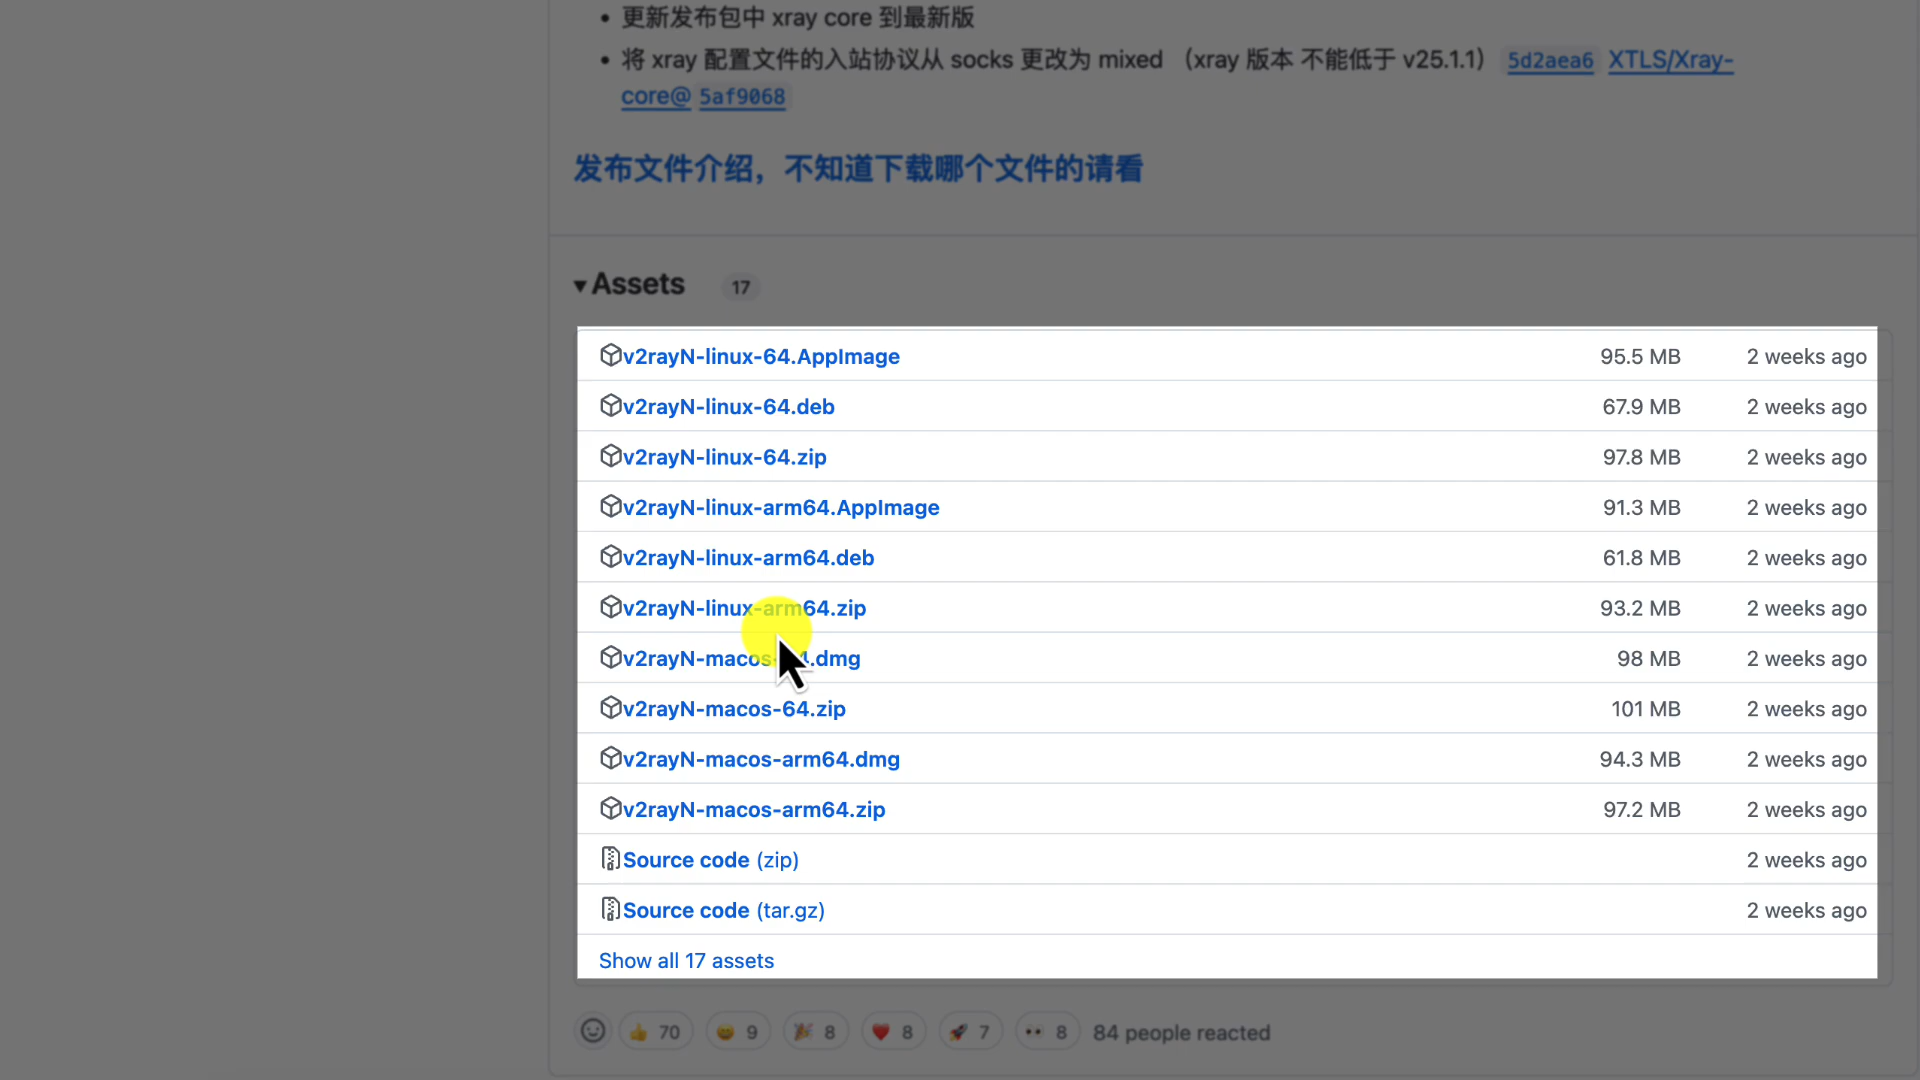 更新发布包中 xray core 到最新版
将 xray 配置文件的入站协议从 socks 更改为 mixed （xray 版本 不能低于 v25.1.1） 5d2aea6 XTLS/Xray-
core@ 5af9068
发布文件介绍，不知道下载哪个文件的请看
Assets 17
v2rayN-linux-64.AppImage 95.5 MB 2 weeks ago
v2rayN-linux-64.deb 67.9 MB 2 weeks ago
v2rayN-linux-64.zip 97.8 MB 2 weeks ago
v2rayN-linux-arm64.AppImage 91.3 MB 2 weeks ago
v2rayN-linux-arm64.deb 61.8 MB 2 weeks ago
v2rayN-linux-arm64.zip 93.2 MB 2 weeks ago
v2rayN-macos-64.dmg 98 MB 2 weeks ago
v2rayN-macos-64.zip 101 MB 2 weeks ago
v2rayN-macos-arm64.dmg 94.3 MB 2 weeks ago
v2rayN-macos-arm64.zip 97.2 MB 2 weeks ago
Source code (zip) 2 weeks ago
Source code (tar.gz) 2 weeks ago
Show all 17 assets
70 9 8 8 7 8 84 people reacted